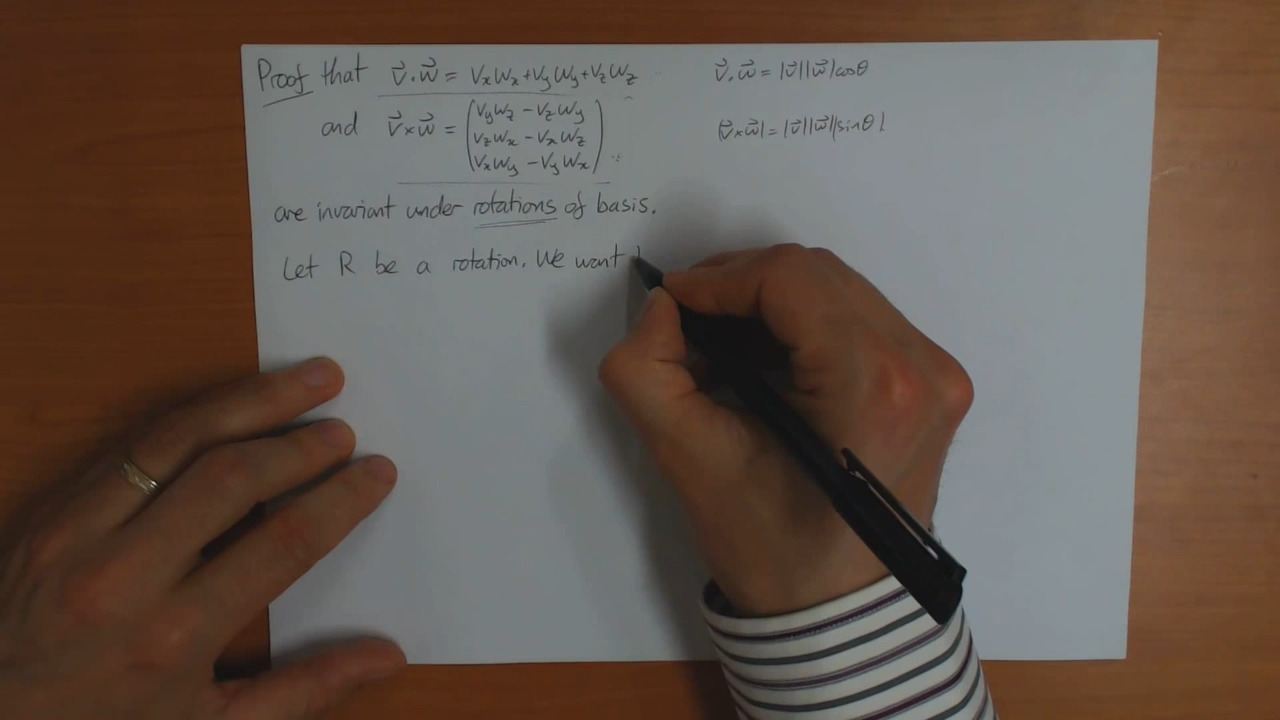 Proof that v⃗.w⃗ = VxWx+VyWy+VzWz
v⃗.w⃗ = |v⃗||w⃗|cosθ
and v⃗×w⃗ = (VyWz - VzWy
VzWx - VxWz
VxWy - VyWx)
|v⃗×w⃗| = |v⃗||w⃗||sinθ|
are invariant under rotations of basis.
Let R be a rotation. We want